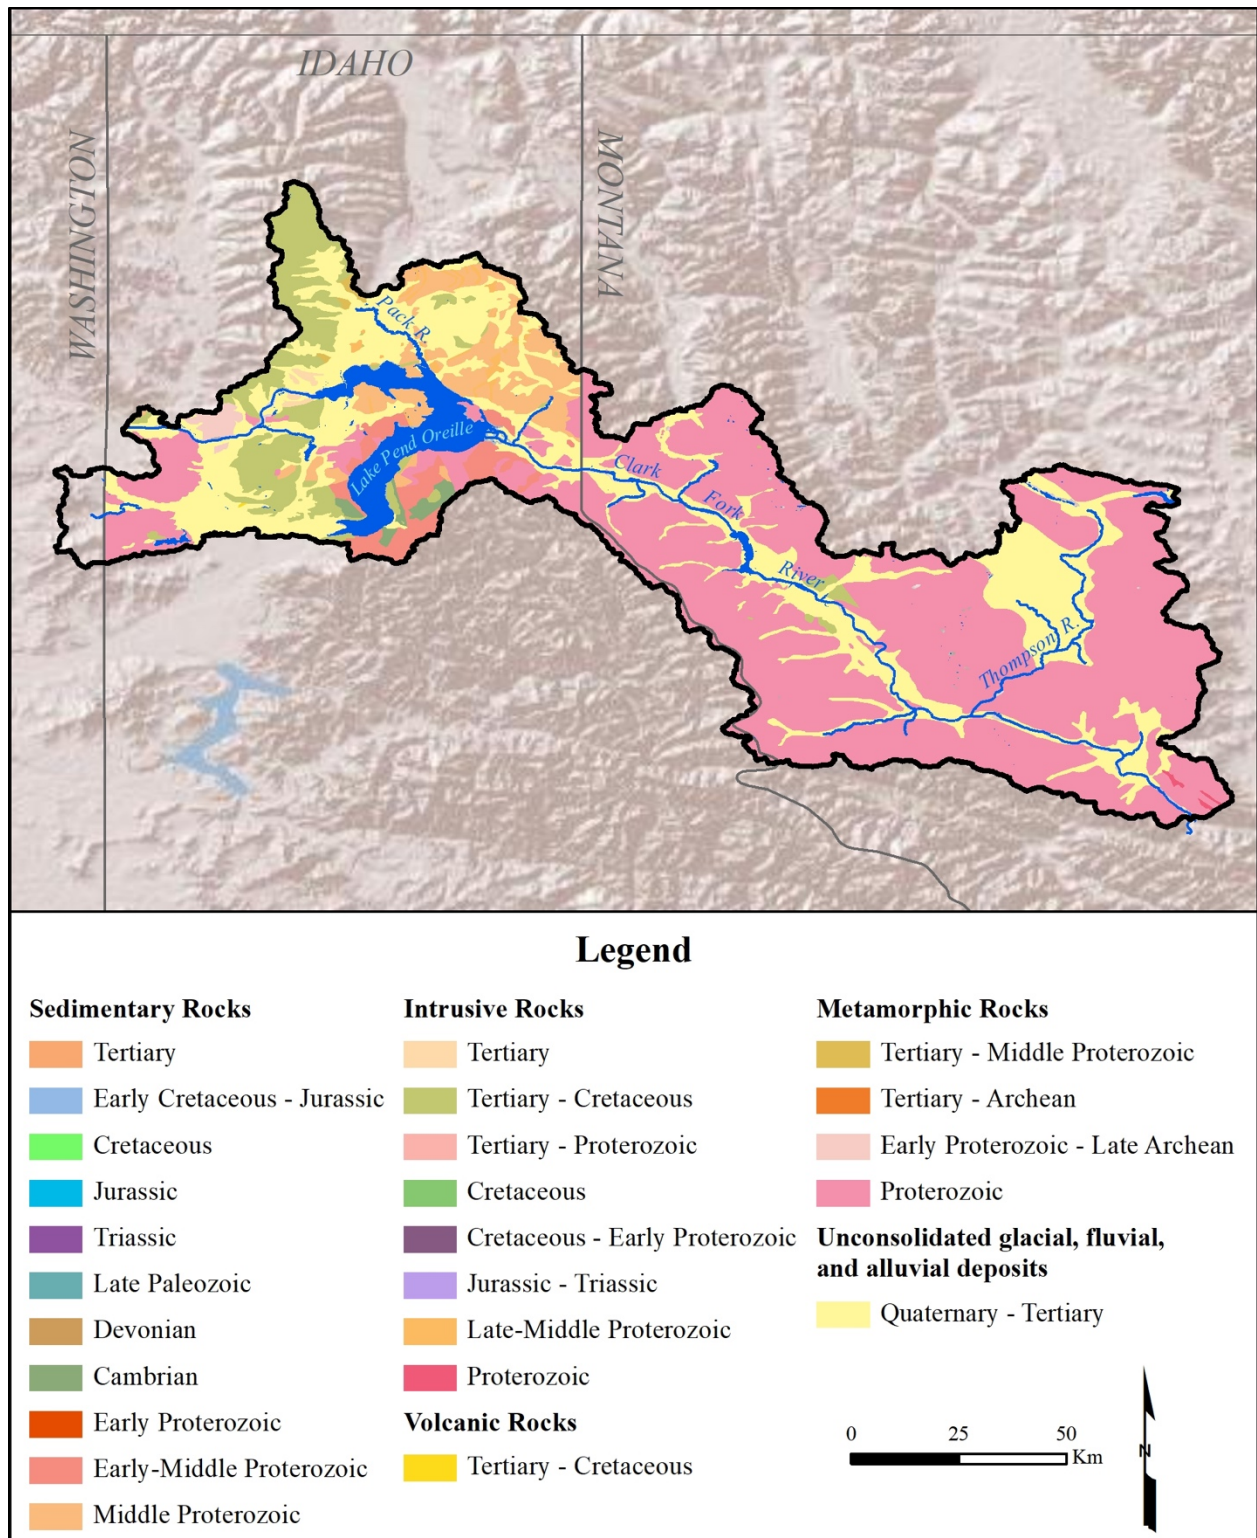 IDAHO
WASHINGTON
MONTANA
Pack R.
Lake Pend Oreille
Clark
Fork
River
Thompson R.
Legend
Sedimentary Rocks
Tertiary
Early Cretaceous - Jurassic
Cretaceous
Jurassic
Triassic
Late Paleozoic
Devonian
Cambrian
Early Proterozoic
Early-Middle Proterozoic
Middle Proterozoic
Intrusive Rocks
Tertiary
Tertiary - Cretaceous
Tertiary - Proterozoic
Cretaceous
Cretaceous - Early Proterozoic
Jurassic - Triassic
Late-Middle Proterozoic
Proterozoic
Volcanic Rocks
Tertiary - Cretaceous
Metamorphic Rocks
Tertiary - Middle Proterozoic
Tertiary - Archean
Early Proterozoic - Late Archean
Proterozoic
Unconsolidated glacial, fluvial,
and alluvial deposits
Quaternary - Tertiary
0 25 50
Km
N